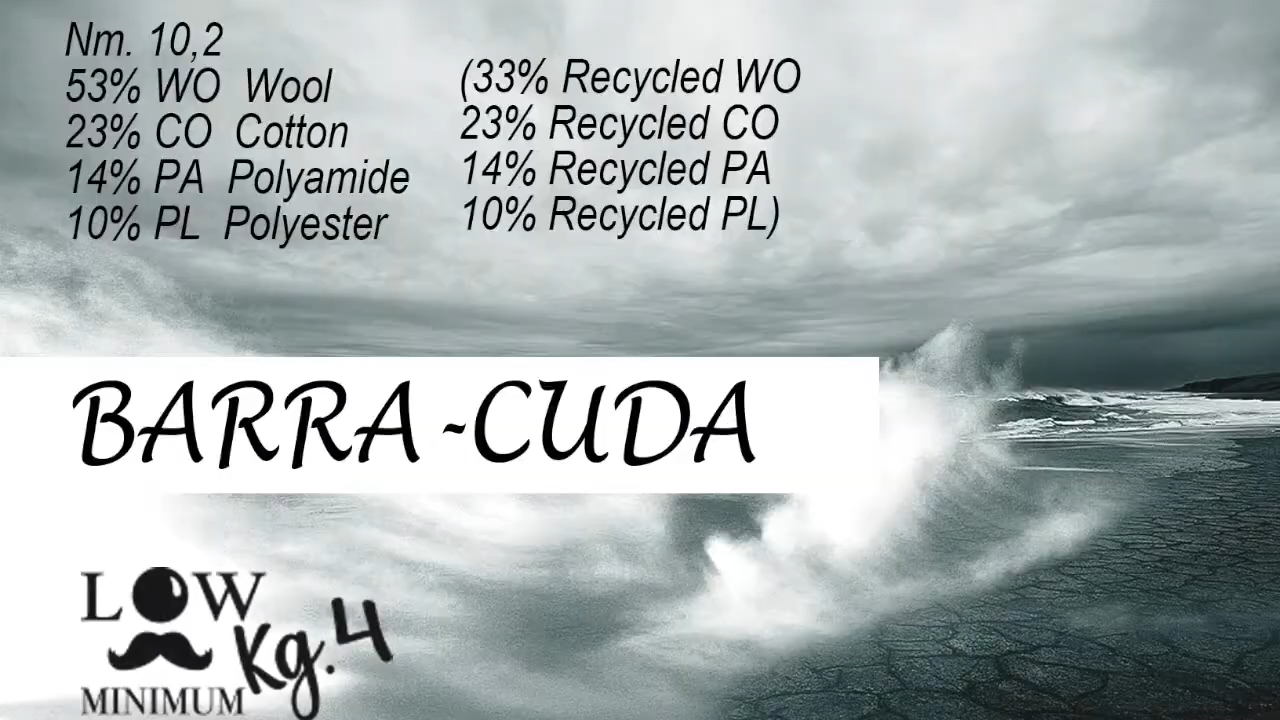 Nm. 10,2
53% WO Wool
23% CO Cotton
14% PA Polyamide
10% PL Polyester
(33% Recycled WO
23% Recycled CO
14% Recycled PA
10% Recycled PL)
BARRA-CUDA
LOW
Kg.4
MINIMUM